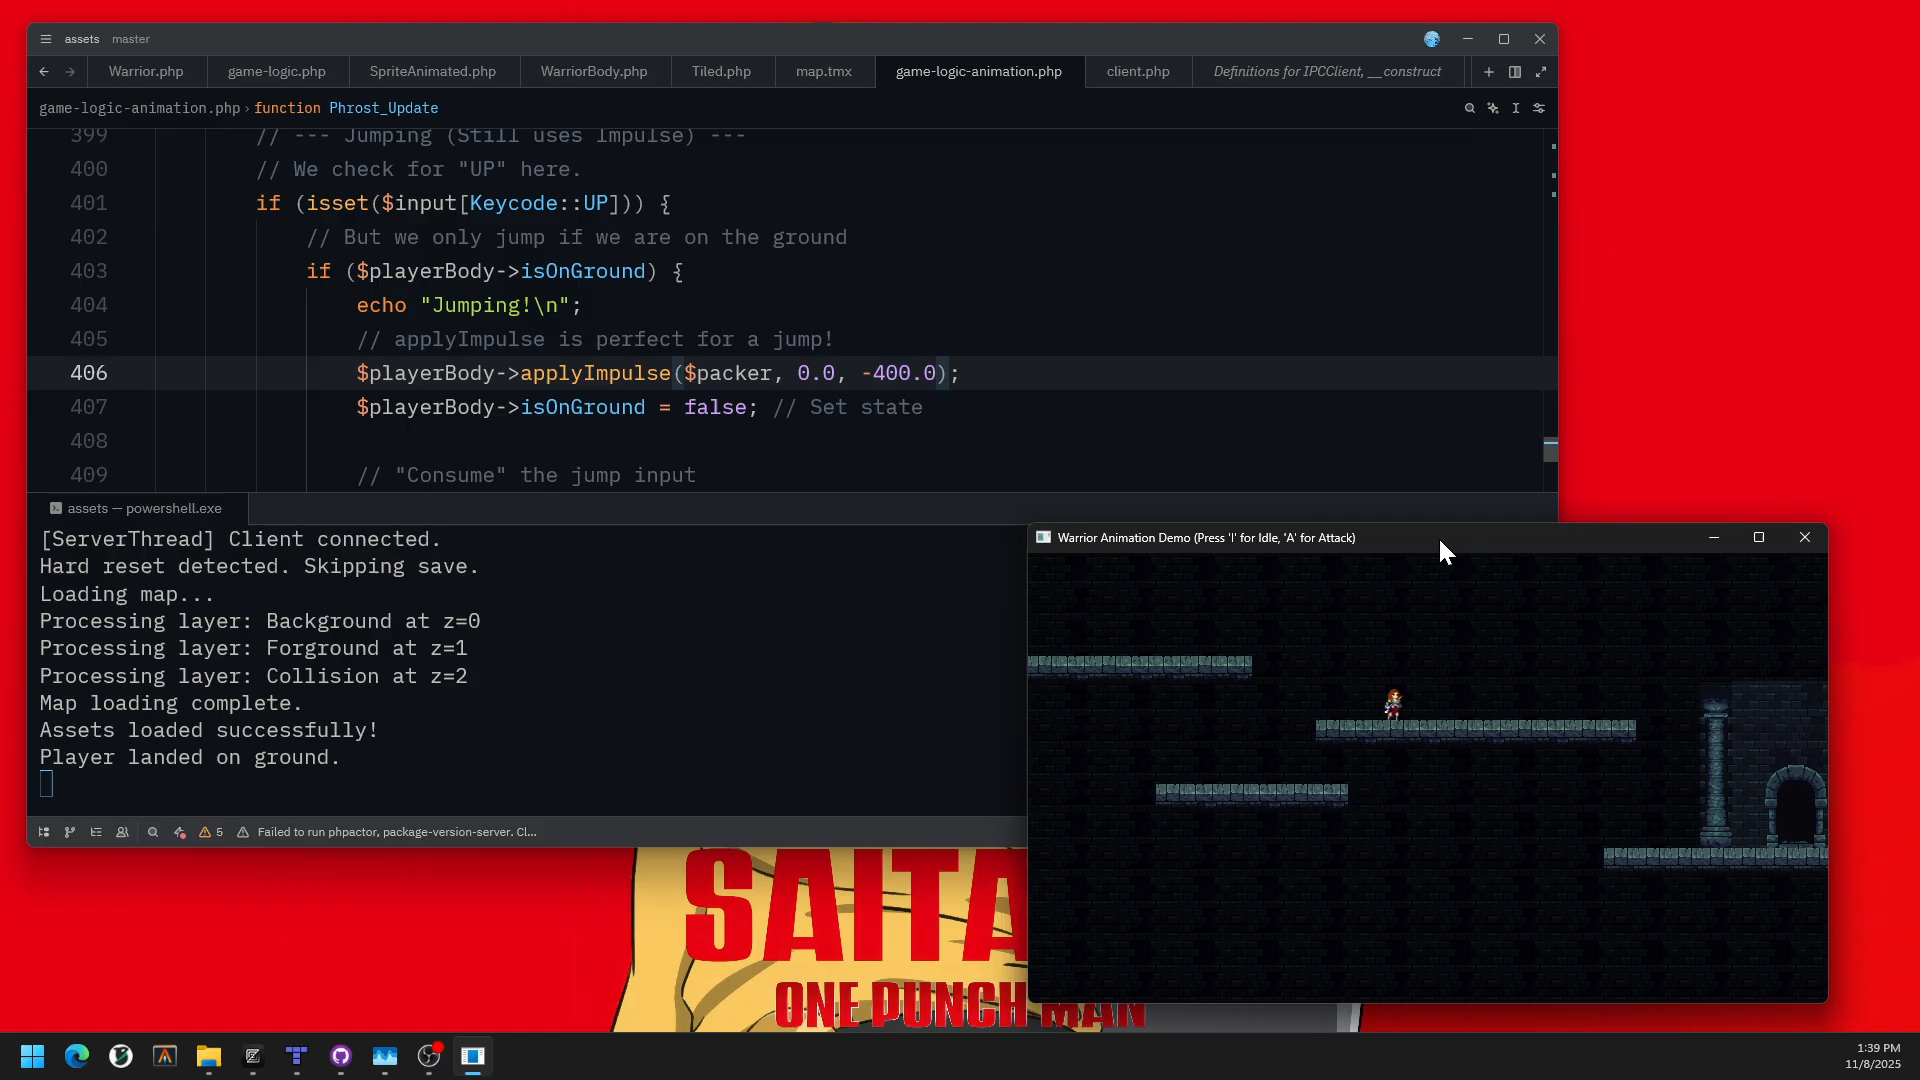 assets master
Warrior.php game-logic.php SpriteAnimated.php WarriorBody.php Tiled.php map.tmx game-logic-animation.php client.php Definitions for IPCClient, __construct
game-logic-animation.php › function Phrost_Update
399 // --- Jumping (Still uses Impulse) ---
400 // We check for "UP" here.
401 if (isset($input[Keycode::UP])) {
402 // But we only jump if we are on the ground
403 if ($playerBody->isOnGround) {
404 echo "Jumping!\n";
405 // applyImpulse is perfect for a jump!
406 $playerBody->applyImpulse($packer, 0.0, -400.0);
407 $playerBody->isOnGround = false; // Set state
408
409 // "Consume" the jump input
assets — powershell.exe
[ServerThread] Client connected.
Hard reset detected. Skipping save.
Loading map...
Processing layer: Background at z=0
Processing layer: Forground at z=1
Processing layer: Collision at z=2
Map loading complete.
Assets loaded successfully!
Player landed on ground.
5 Failed to run phpactor, package-version-server. Cl...
Warrior Animation Demo (Press 'I' for Idle, 'A' for Attack)
SAITA
ONE PUNCH MAN
1:39 PM
11/8/2025